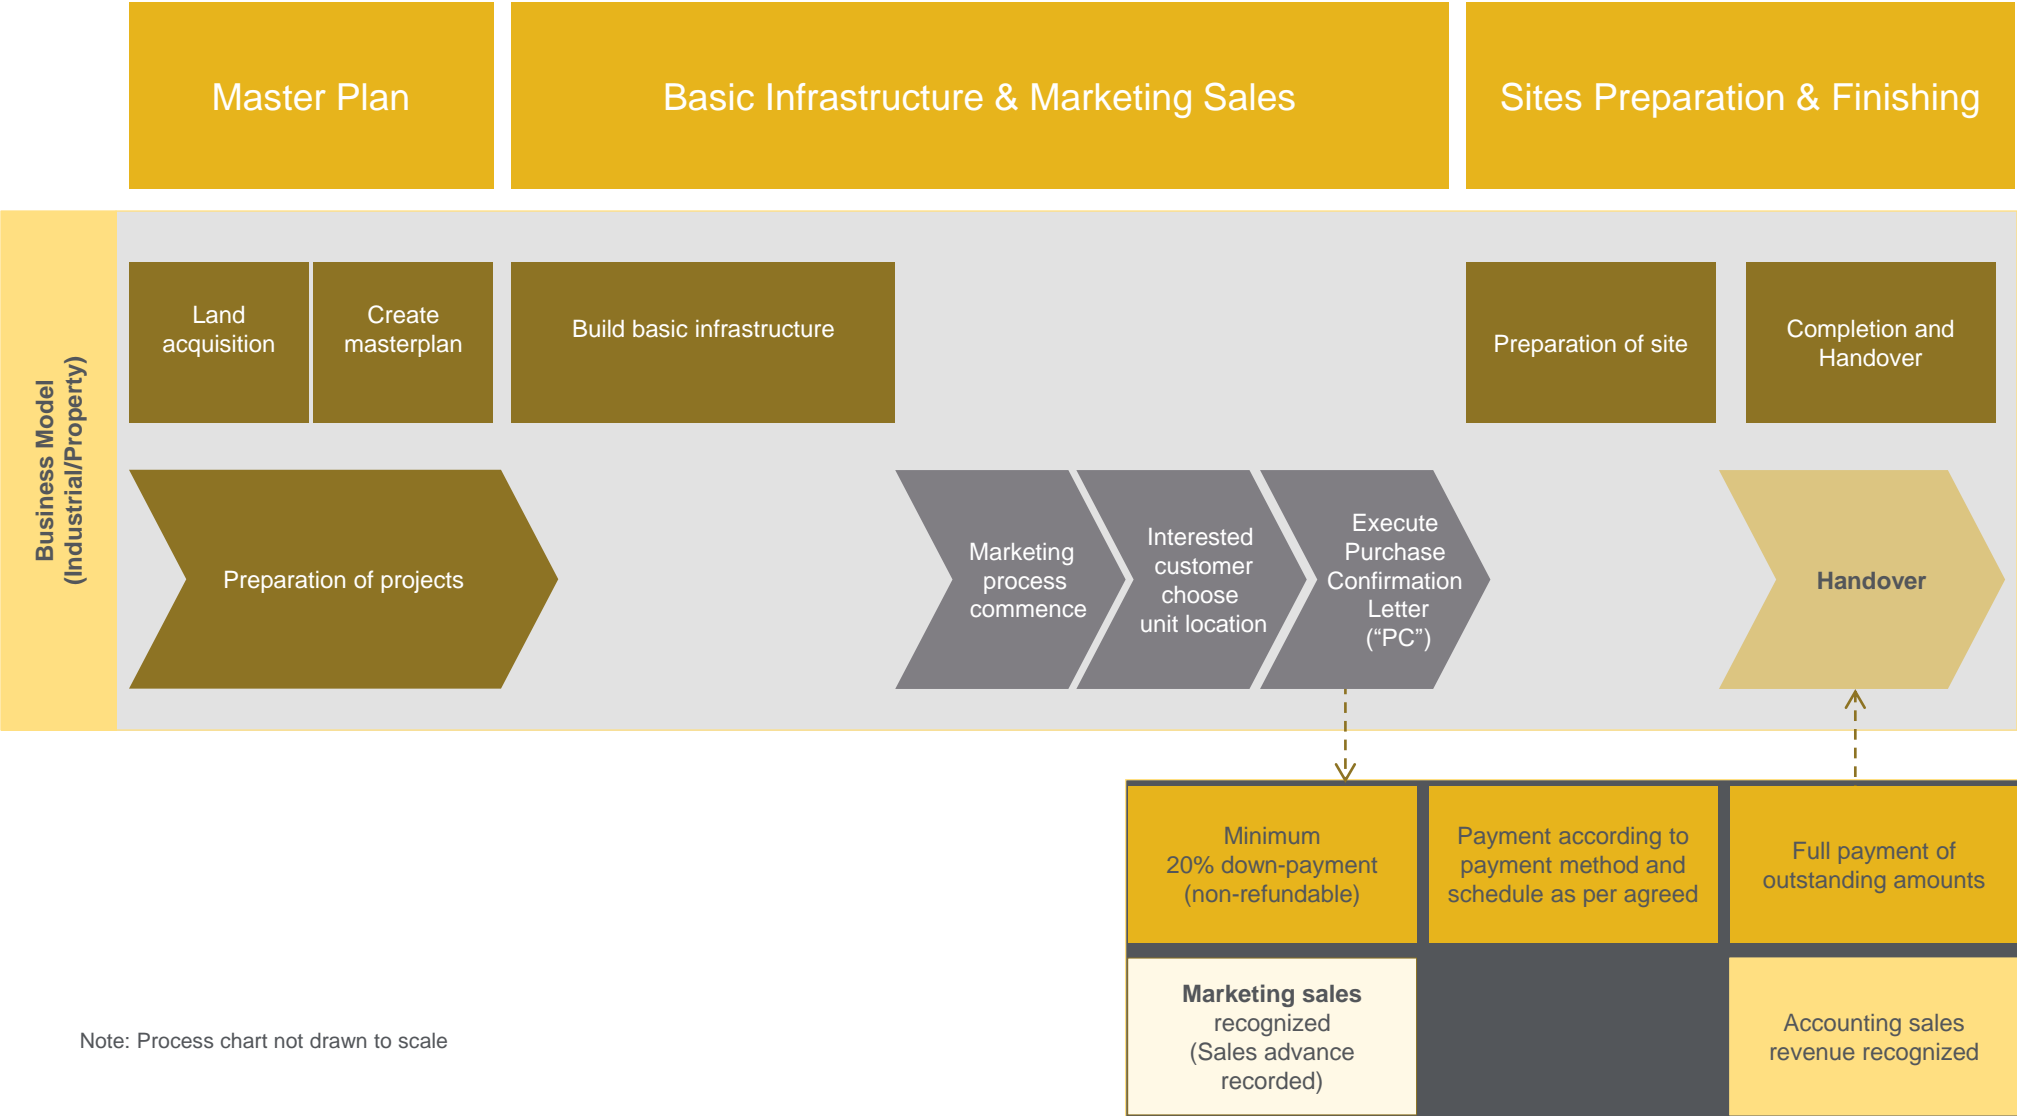 Master Plan
Basic Infrastructure & Marketing Sales
Sites Preparation & Finishing
Business Model
(Industrial/Property)
Land
acquisition
Create
masterplan
Build basic infrastructure
Preparation of site
Completion and
Handover
Preparation of projects
Marketing
process
commence
Interested
customer
choose
unit location
Execute
Purchase
Confirmation
Letter
(“PC”)
Handover
Minimum
20% down-payment
(non-refundable)
Payment according to
payment method and
schedule as per agreed
Full payment of
outstanding amounts
Marketing sales
recognized
(Sales advance
recorded)
Accounting sales
revenue recognized
Note: Process chart not drawn to scale